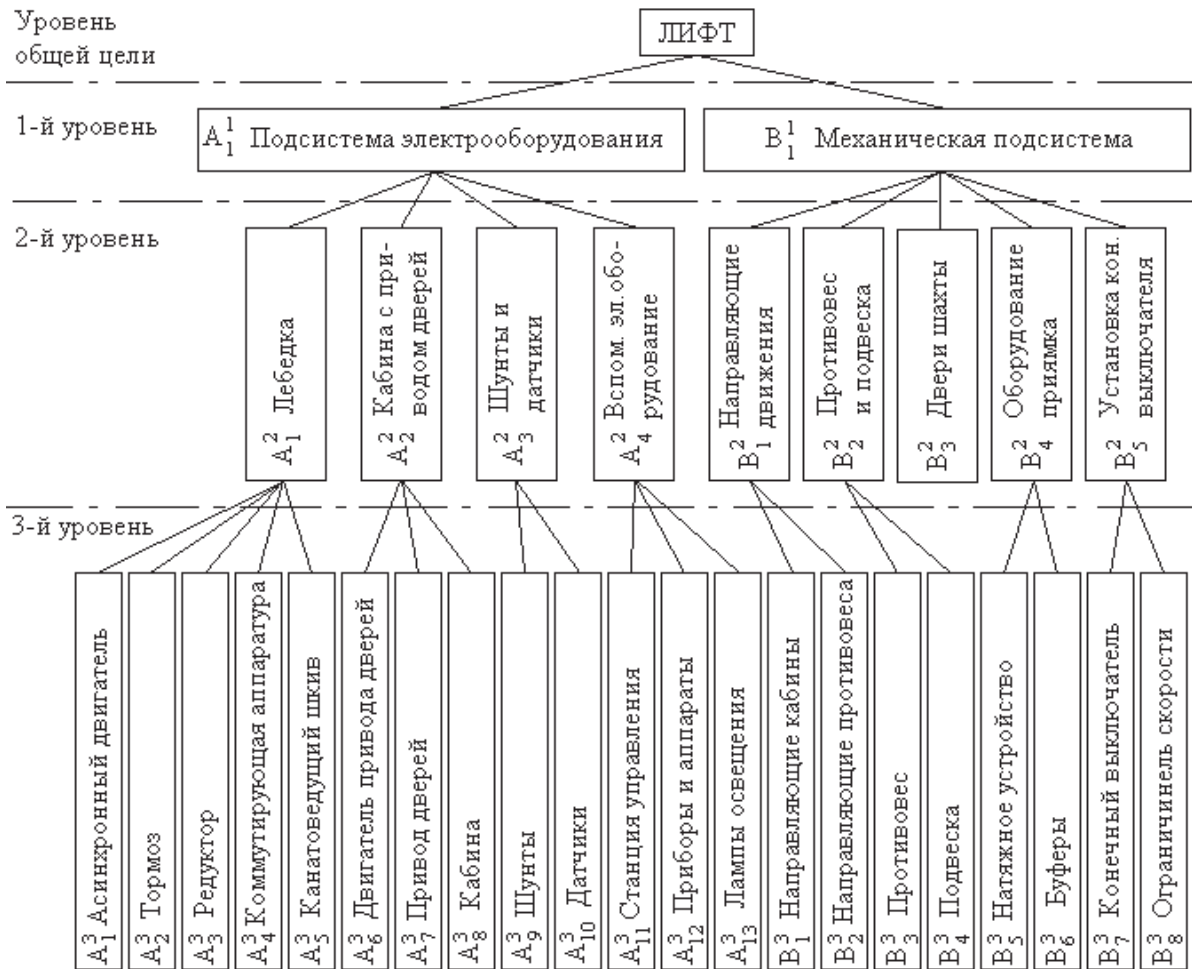 Уровень
общей цели
ЛИФТ
1-й уровень
A₁¹ Подсистема электрооборудования
B₁¹ Механическая подсистема
2-й уровень
A₁² Лебедка
A₂² Кабина с при-
водом дверей
A₃² Шунты и
датчики
A₄² Вспом. эл.обо-
рудование
B₁² Направляющие
движения
B₂² Противовес
и подвеска
B₃² Двери шахты
B₄² Оборудование
приямка
B₅² Установка кон.
выключателя
3-й уровень
A₁³ Асинхронный двигатель
A₂³ Тормоз
A₃³ Редуктор
A₄³ Коммутирующая аппаратура
A₅³ Канатоведущий шкив
A₆³ Двигатель привода дверей
A₇³ Привод дверей
A₈³ Кабина
A₉³ Шунты
A₁₀³ Датчики
A₁₁³ Станция управления
A₁₂³ Приборы и аппараты
A₁₃³ Лампы освещения
B₁³ Направляющие кабины
B₂³ Направляющие противовеса
B₃³ Противовес
B₄³ Подвеска
B₅³ Натяжное устройство
B₆³ Буферы
B₇³ Конечный выключатель
B₈³ Ограничинель скорости